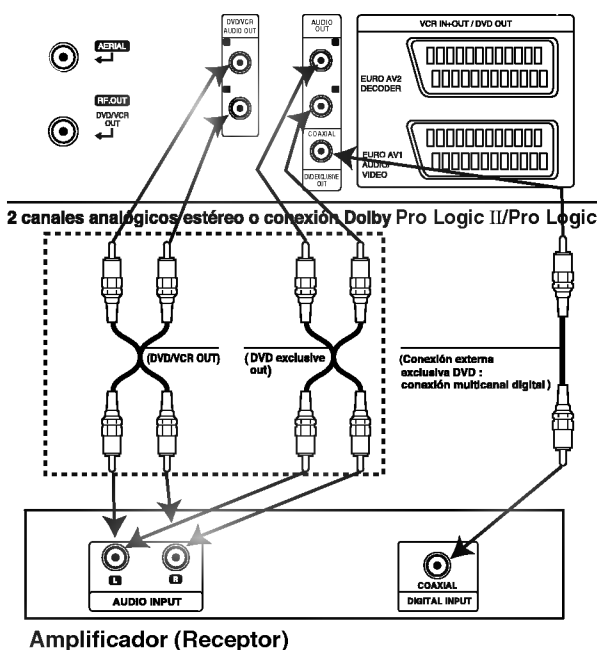 AERIAL
RF.OUT
DVD/VCR
OUT
DVD/VCR
AUDIO OUT
AUDIO
OUT
COAXIAL
DVD EXCLUSIVE
OUT
VCR IN+OUT / DVD OUT
EURO AV2
DECODER
EURO AV1
AUDIO/
VIDEO
2 canales analógicos estéreo o conexión Dolby Pro Logic II/Pro Logic
(DVD/VCR OUT)
(DVD exclusive
out)
(Conexión externa
exclusiva DVD :
conexión multicanal digital)
L
R
AUDIO INPUT
COAXIAL
DIGITAL INPUT
Amplificador (Receptor)